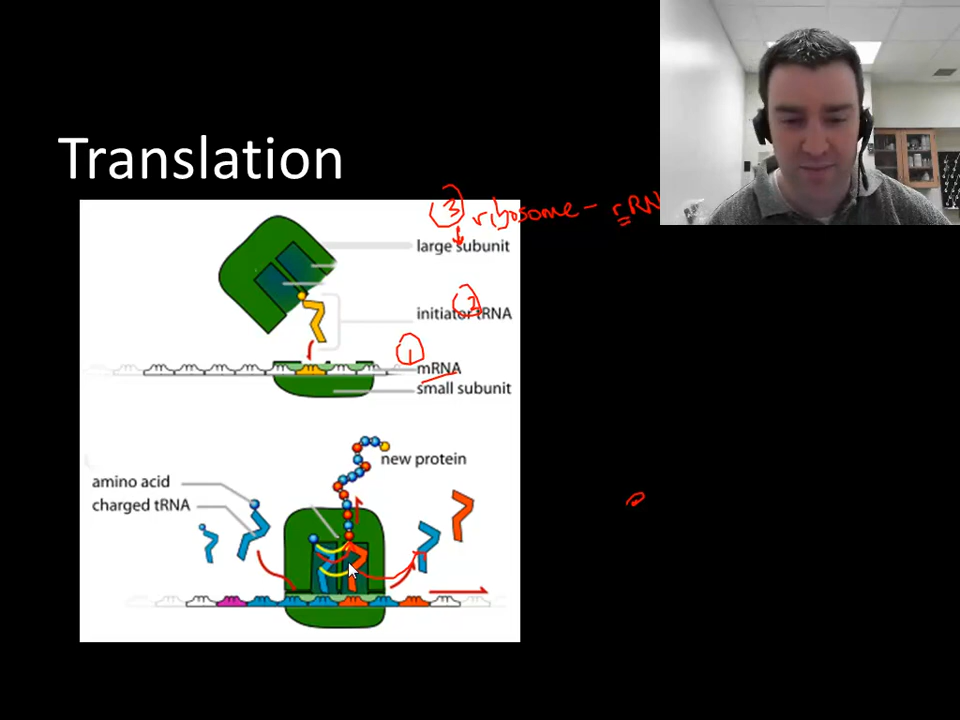 Translation
③ ribosome - rRN
large subunit
②
initiator tRNA
①
mRNA
small subunit
new protein
amino acid
charged tRNA